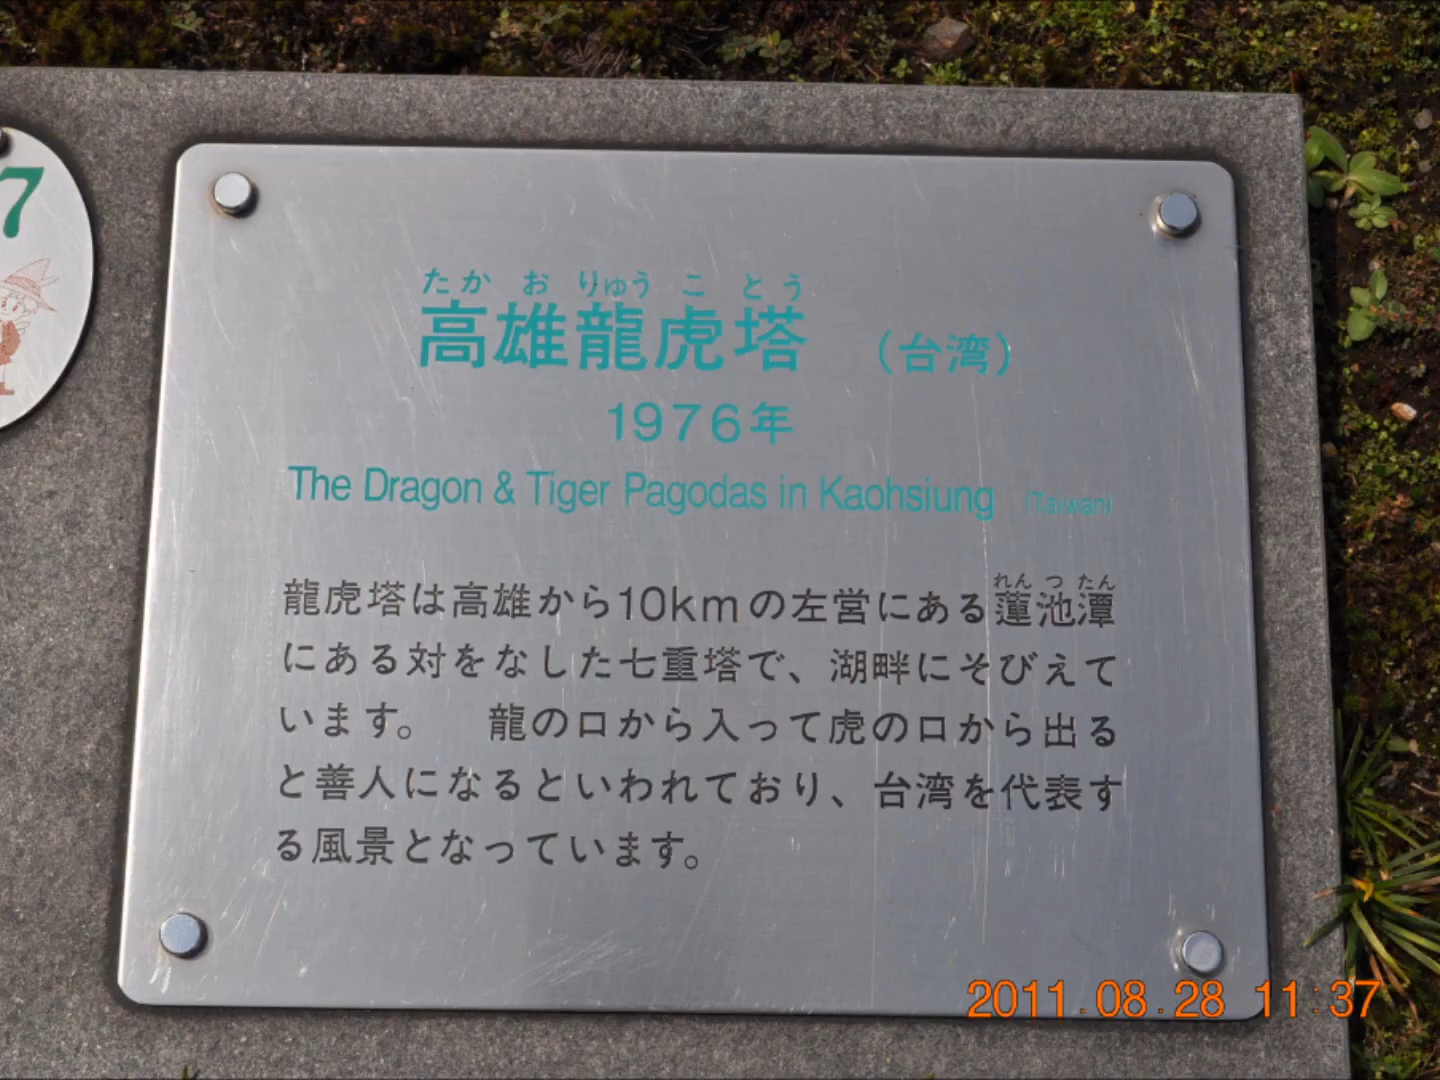 7
たかおりゅうことう
高雄龍虎塔 （台湾）
1976年
The Dragon & Tiger Pagodas in Kaohsiung (Taiwan)
れんつたん
龍虎塔は高雄から10kmの左営にある蓮池潭
にある対をなした七重塔で、湖畔にそびえて
います。　龍の口から入って虎の口から出る
と善人になるといわれており、台湾を代表す
る風景となっています。
2011.08.28 11:37